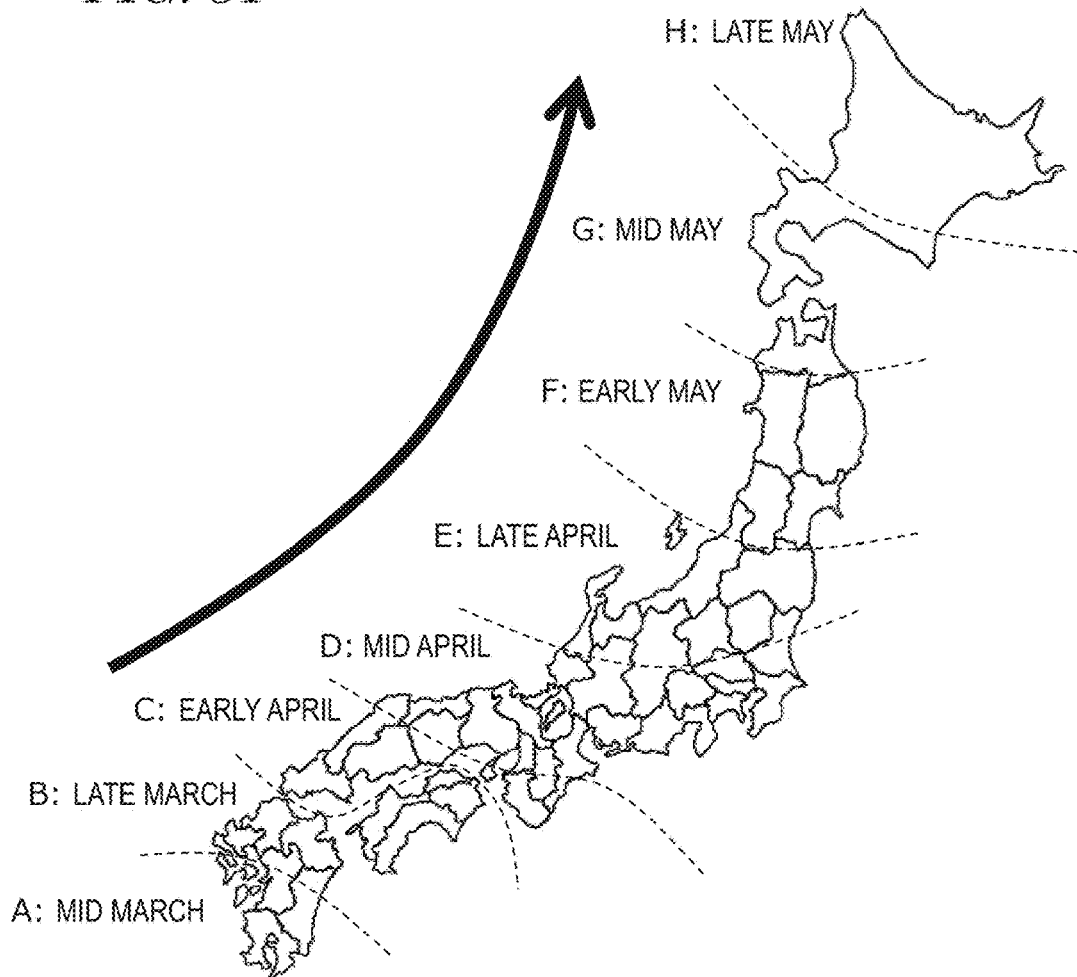 H: LATE MAY
G: MID MAY
F: EARLY MAY
E: LATE APRIL
D: MID APRIL
C: EARLY APRIL
B: LATE MARCH
A: MID MARCH